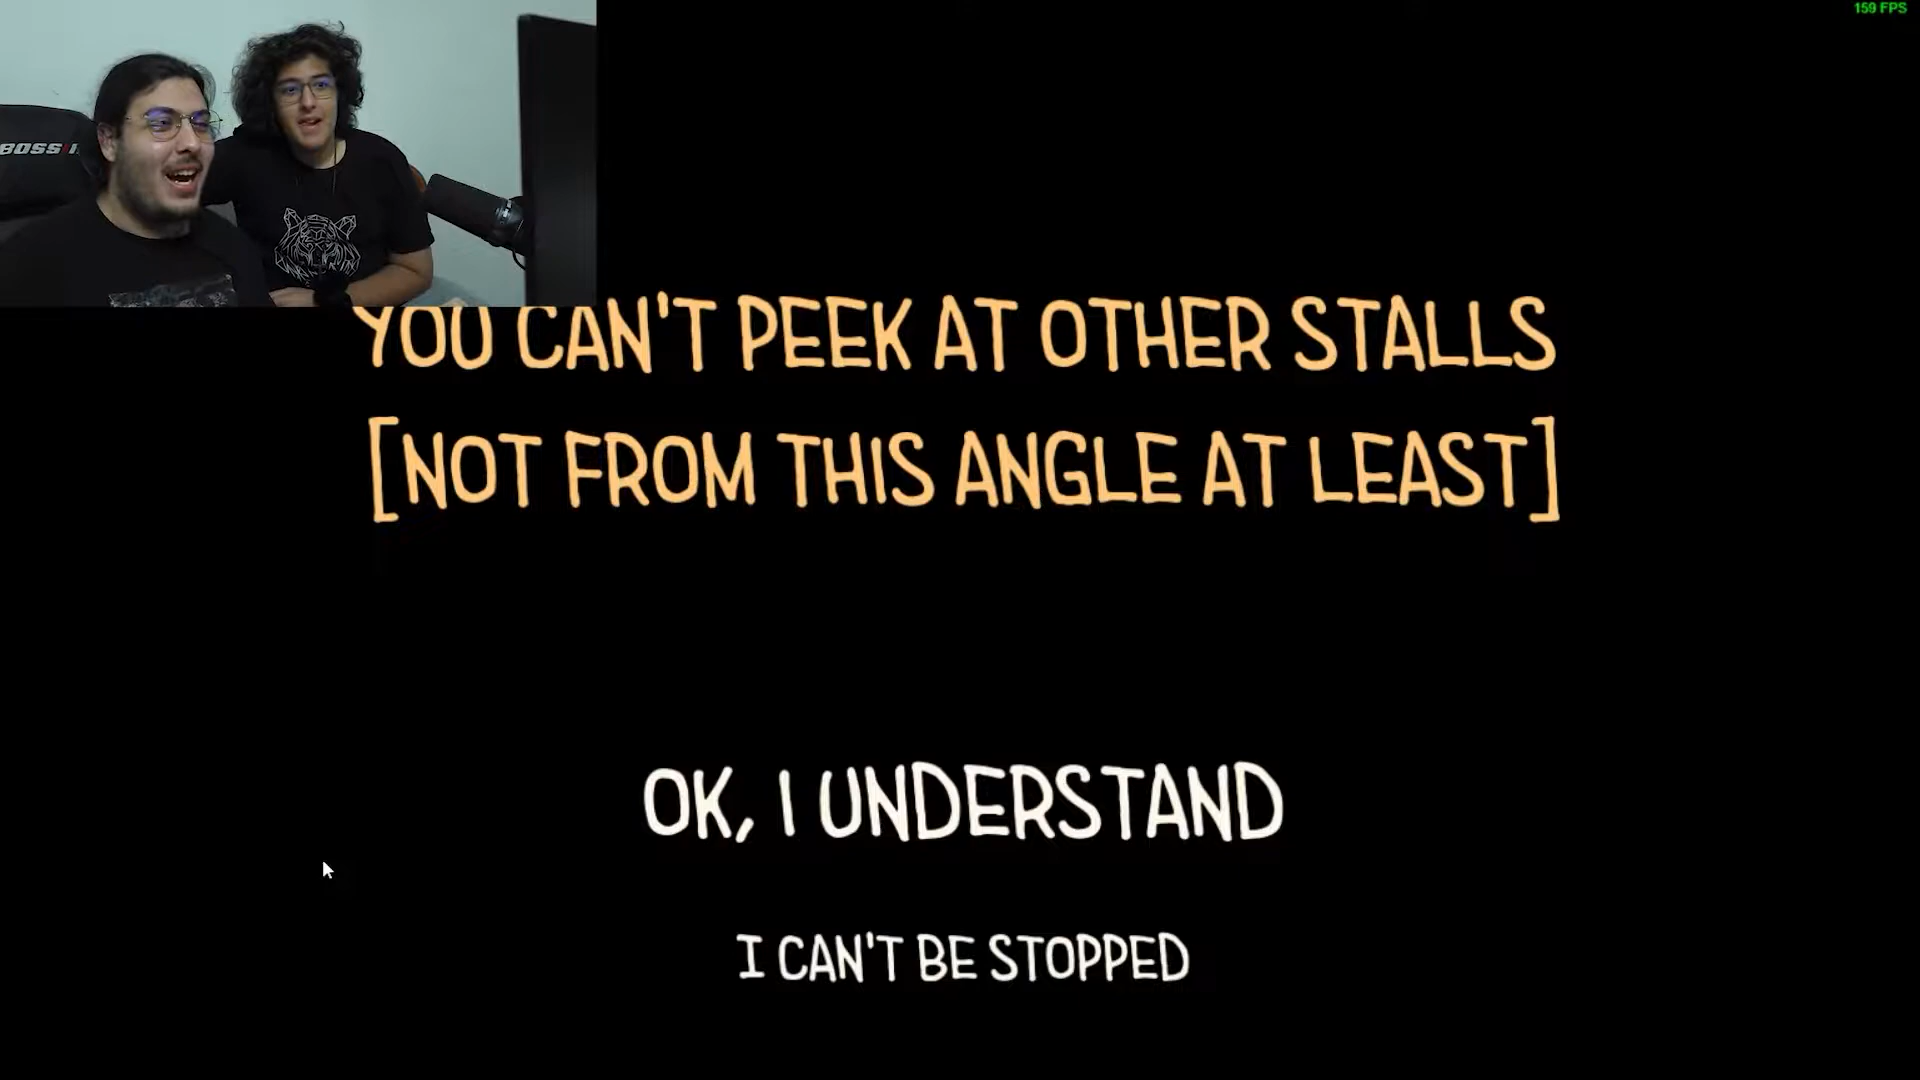 159 FPS
YOU CAN'T PEEK AT OTHER STALLS
[NOT FROM THIS ANGLE AT LEAST]
OK, I UNDERSTAND
I CAN'T BE STOPPED